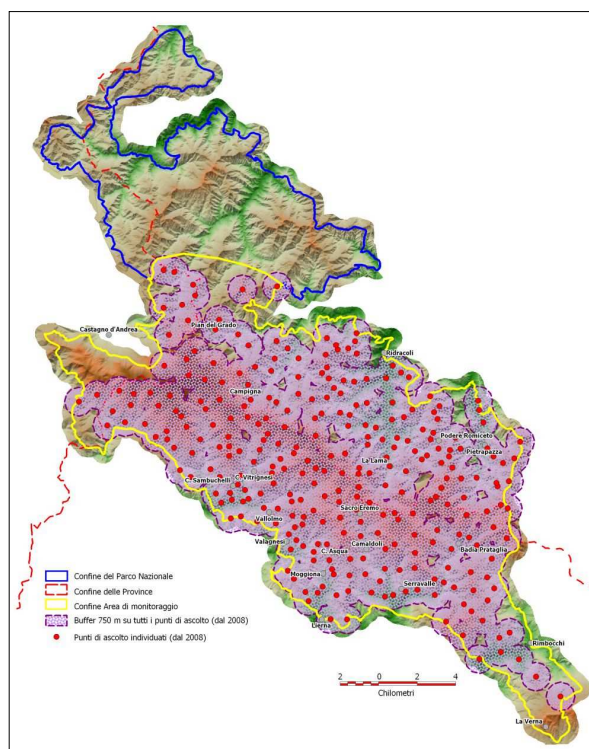 Castagno d'Andrea
Pian del Grado
Ridracoli
Campigna
Podere Romiceto
Pietrapazza
La Lama
C. Sambuchelli
C. Vitrignesi
Sacro Eremo
Vallolmo
Valagnesi
Camaldoli
C. Asqua
Badia Prataglia
Moggiona
Serravalle
Lierna
Rimbocchi
La Verna
Confine del Parco Nazionale
Confine delle Province
Confine Area di monitoraggio
Buffer 750 m su tutti i punti di ascolto (dal 2008)
Punti di ascolto individuati (dal 2008)
2 0 2 4
Chilometri